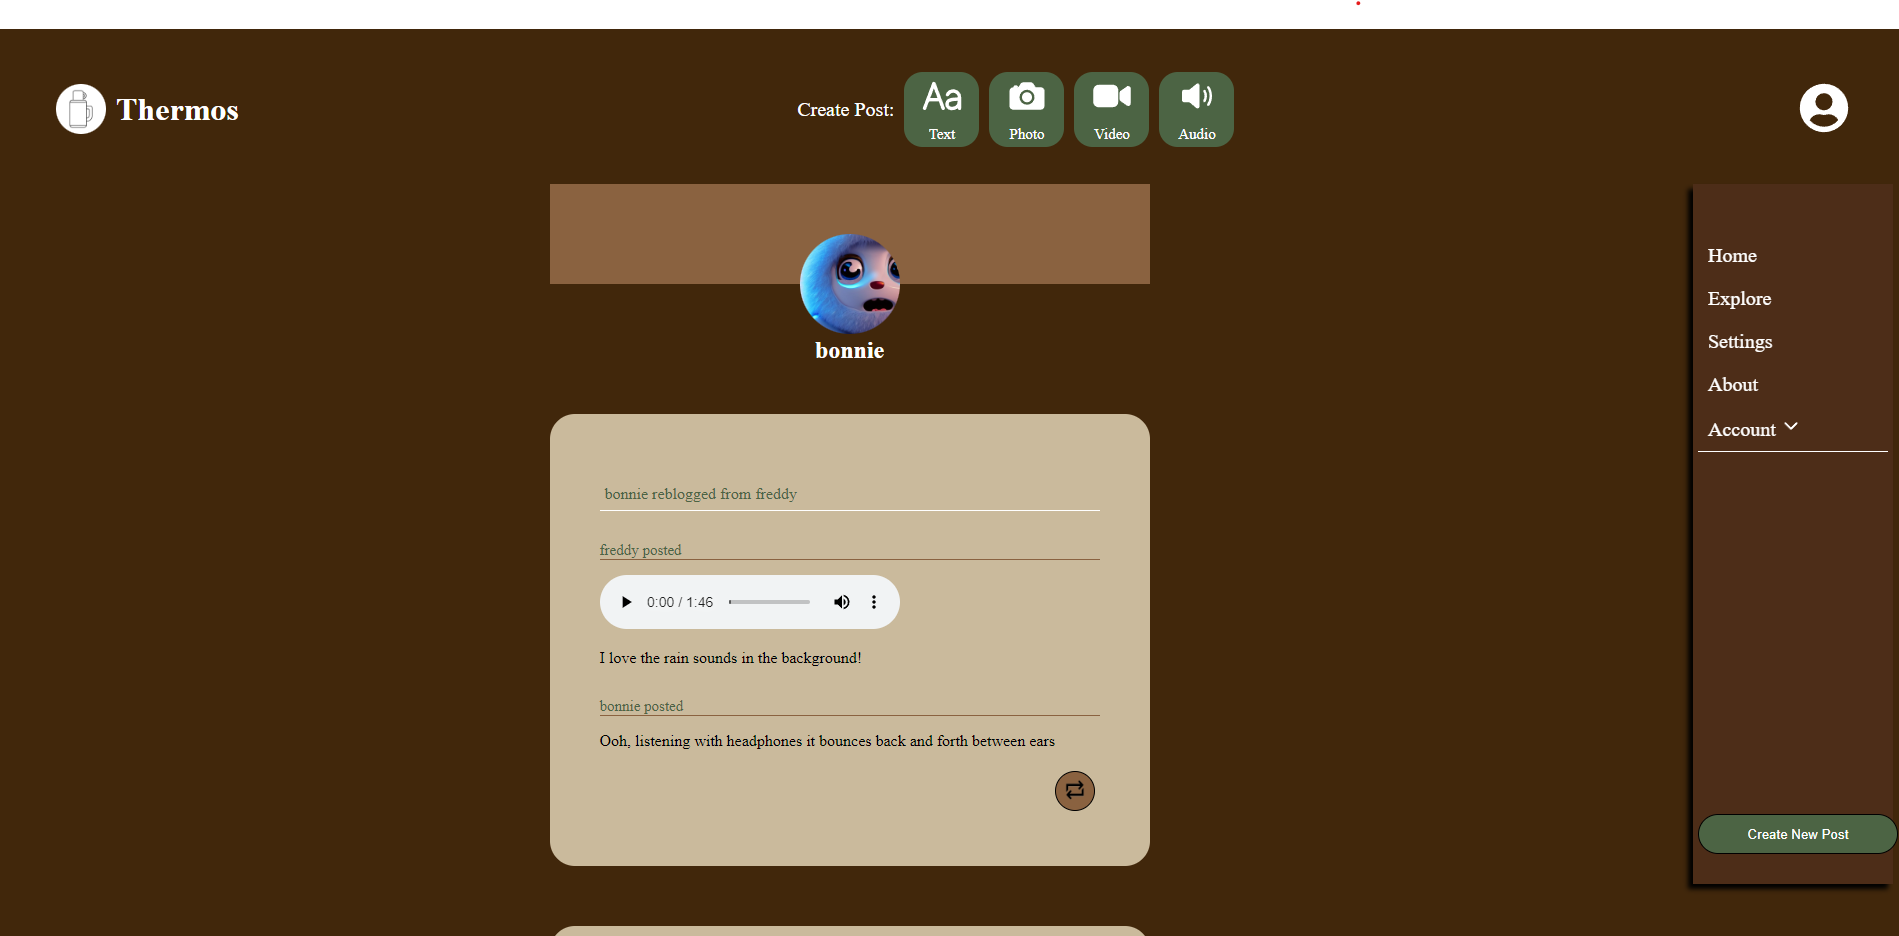 Thermos
Create Post:
Aa
Text
Photo
Video
Audio
bonnie
bonnie reblogged from freddy
freddy posted
0:00 / 1:46
I love the rain sounds in the background!
bonnie posted
Ooh, listening with headphones it bounces back and forth between ears
Home
Explore
Settings
About
Account
Create New Post